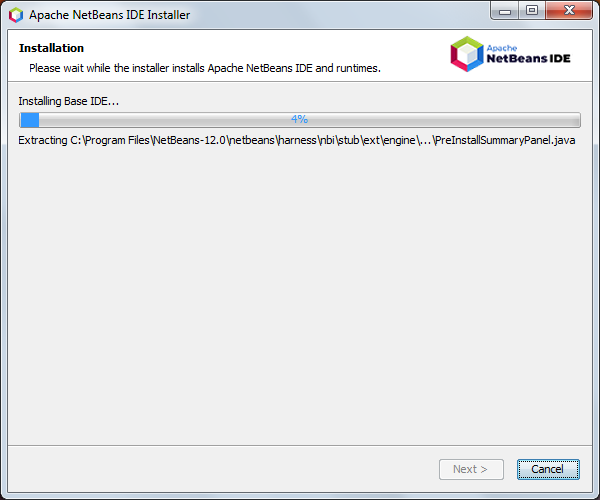 Apache NetBeans IDE Installer
Installation
Please wait while the installer installs Apache NetBeans IDE and runtimes.
Apache
NetBeans IDE
Installing Base IDE...
4%
Extracting C:\Program Files\NetBeans-12.0\netbeans\harness\nbi\stub\ext\engine\...\PreInstallSummaryPanel.java
Next >
Cancel